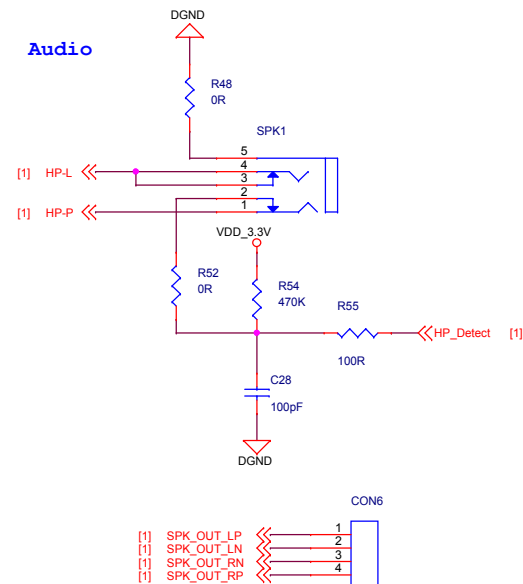 DGND
Audio
R48
0R
SPK1
5
[1] HP-L 4
3
2
[1] HP-P 1
VDD_3.3V
R52
0R
R54
470K
R55
HP_Detect [1]
100R
C28
100pF
DGND
CON6
[1] SPK_OUT_LP 1
[1] SPK_OUT_LN 2
[1] SPK_OUT_RN 3
[1] SPK_OUT_RP 4